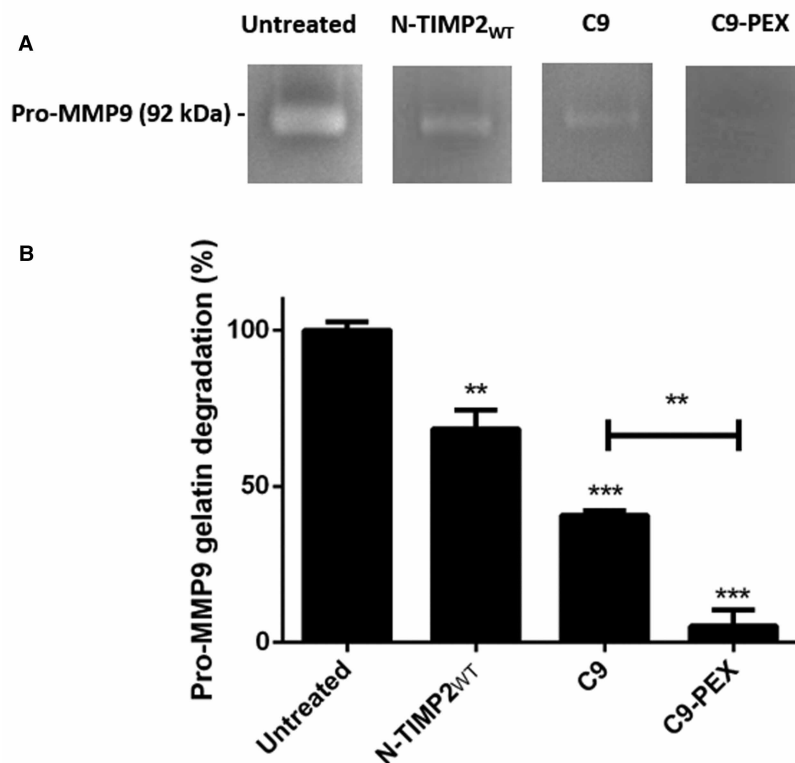 A
Untreated N-TIMP2WT C9 C9-PEX
Pro-MMP9 (92 kDa) -
B
Pro-MMP9 gelatin degradation (%)
100
50
0
**
***
***
**
Untreated
N-TIMP2WT
C9
C9-PEX